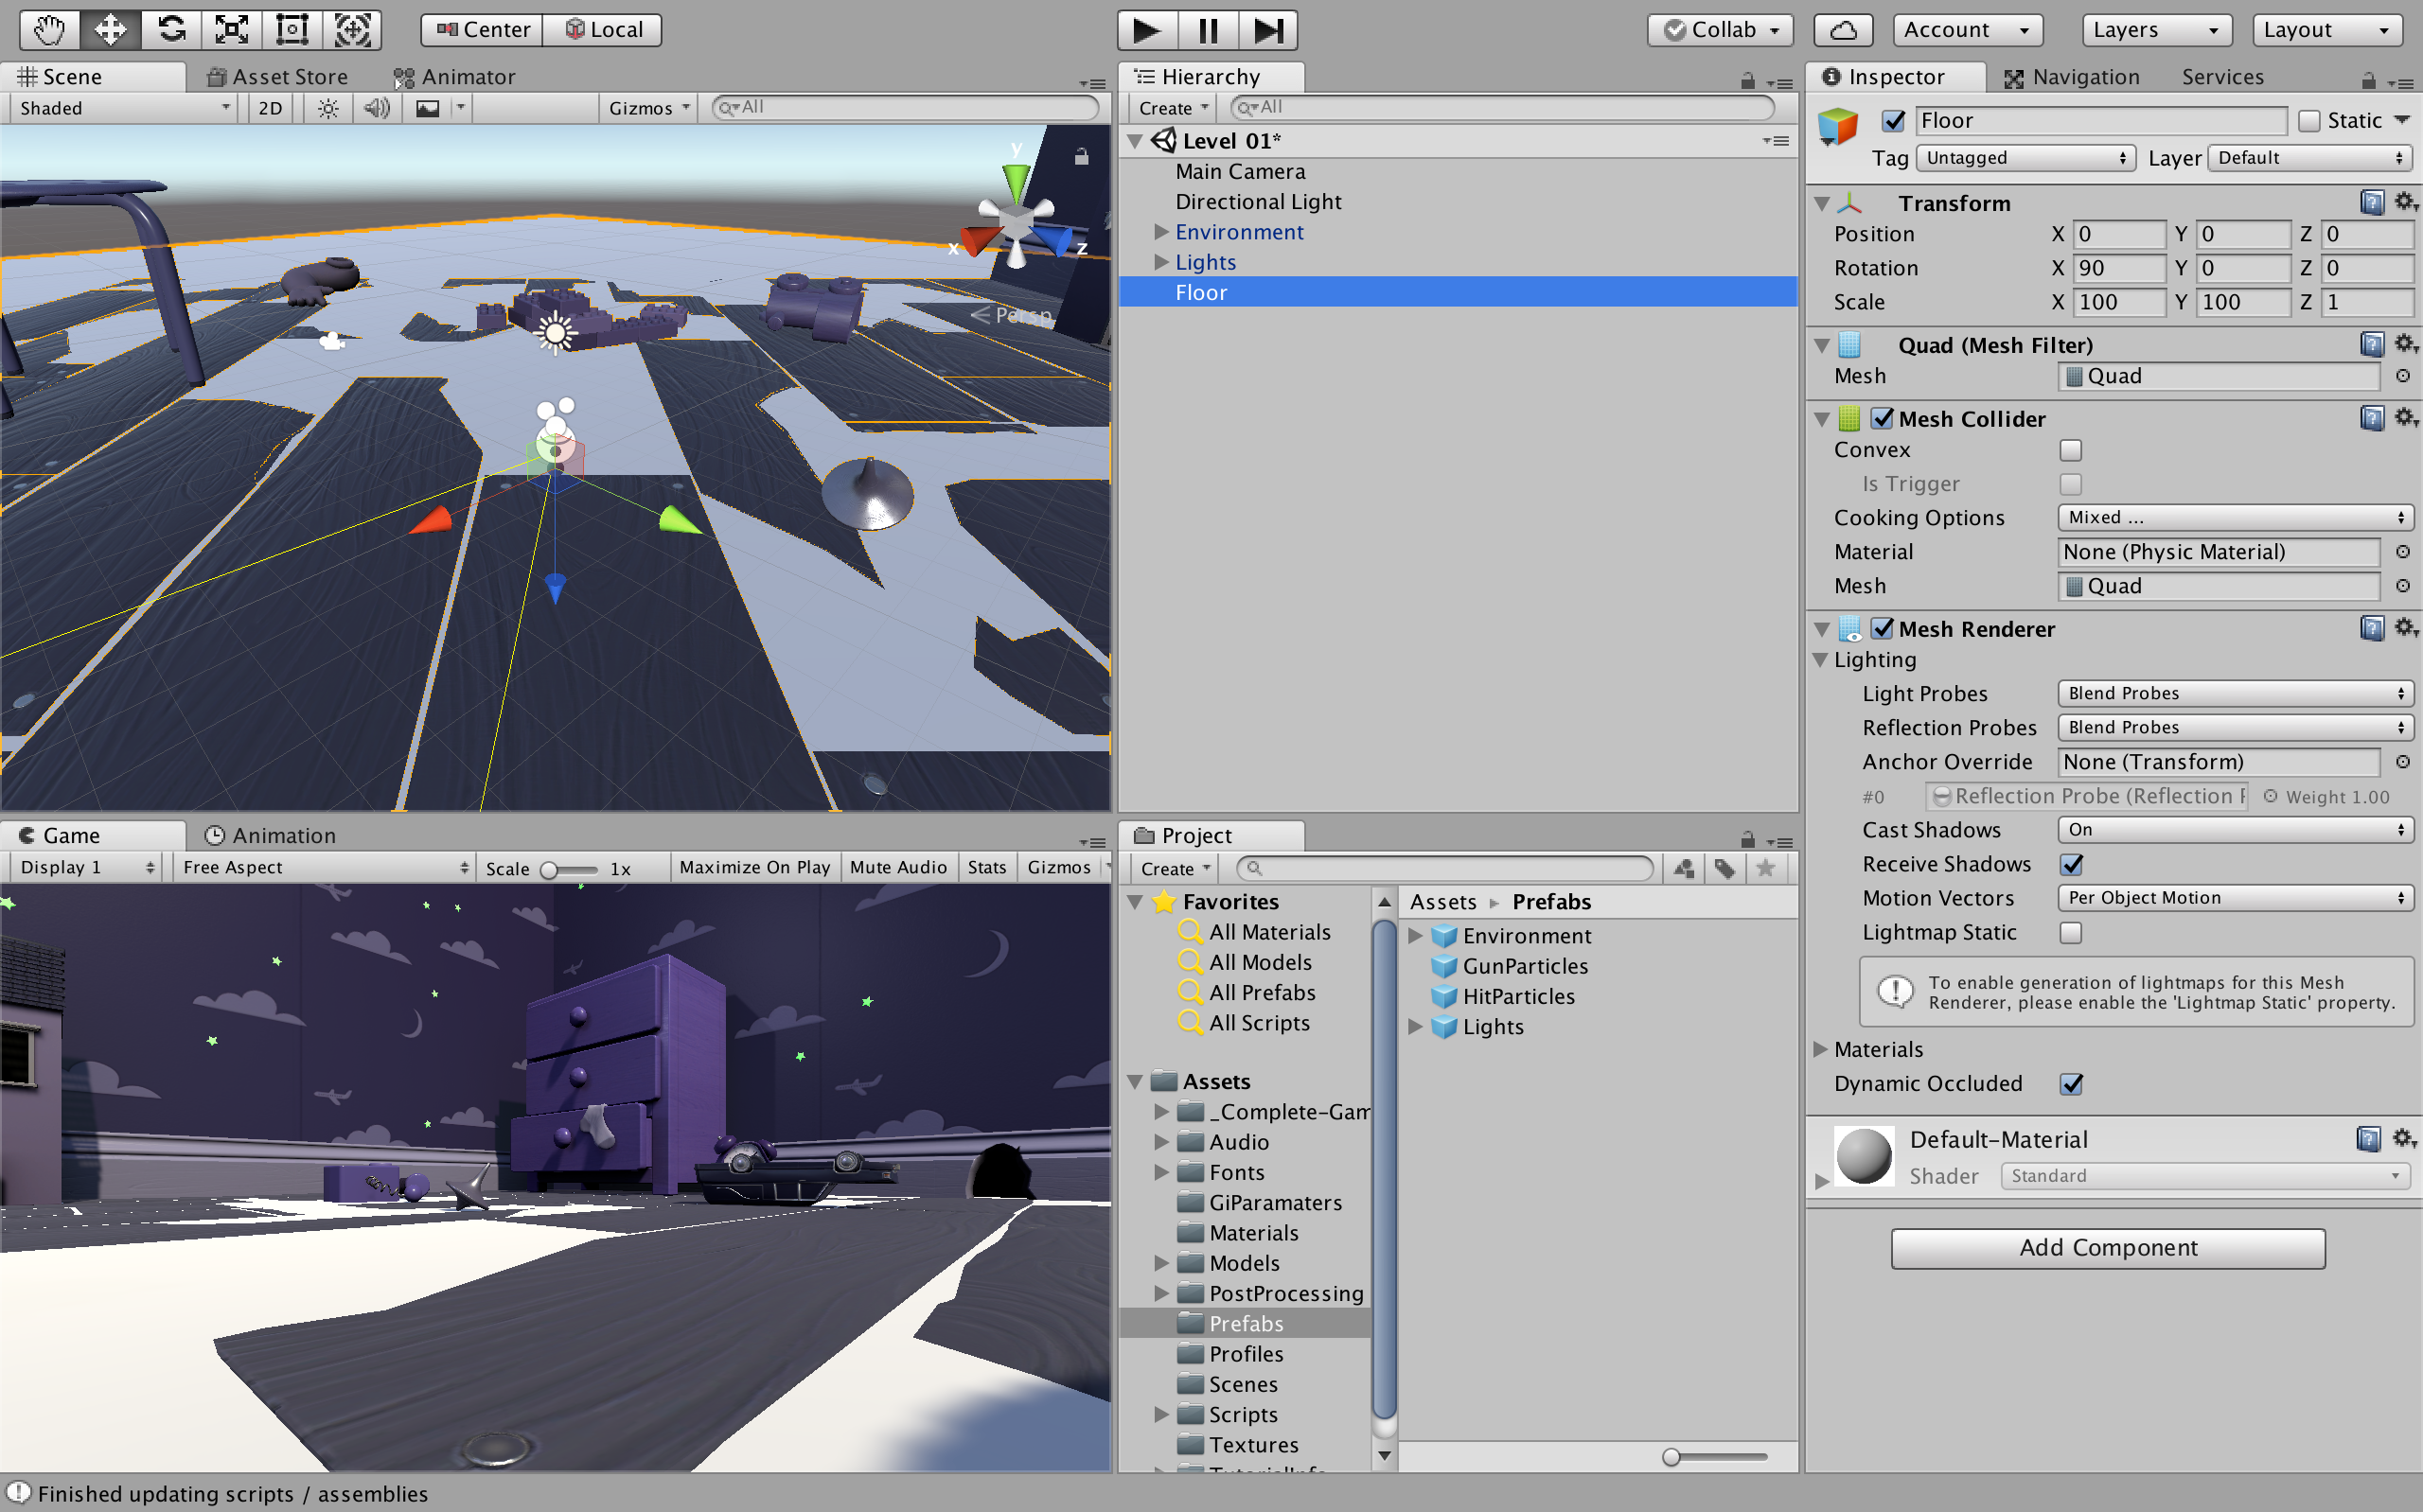 Center Local
Collab Account Layers Layout
Scene Asset Store Animator
Shaded 2D Gizmos All
y
x
z
Persp
Hierarchy
Create All
Level 01*
Main Camera
Directional Light
Environment
Lights
Floor
Inspector Navigation Services
Floor Static
Tag Untagged Layer Default
Transform
Position X 0 Y 0 Z 0
Rotation X 90 Y 0 Z 0
Scale X 100 Y 100 Z 1
Quad (Mesh Filter)
Mesh Quad
Mesh Collider
Convex
Is Trigger
Cooking Options Mixed ...
Material None (Physic Material)
Mesh Quad
Mesh Renderer
Lighting
Light Probes Blend Probes
Reflection Probes Blend Probes
Anchor Override None (Transform)
#0 Reflection Probe (Reflection Weight 1.00
Cast Shadows On
Receive Shadows
Motion Vectors Per Object Motion
Lightmap Static
To enable generation of lightmaps for this Mesh
Renderer, please enable the 'Lightmap Static' property.
Materials
Dynamic Occluded
Default-Material
Shader Standard
Add Component
Game Animation
Display 1 Free Aspect Scale 1x Maximize On Play Mute Audio Stats Gizmos
Project
Create
Favorites
All Materials
All Models
All Prefabs
All Scripts
Assets
_Complete-Gam
Audio
Fonts
GiParamaters
Materials
Models
PostProcessing
Prefabs
Profiles
Scenes
Scripts
Textures
Assets Prefabs
Environment
GunParticles
HitParticles
Lights
Finished updating scripts / assemblies